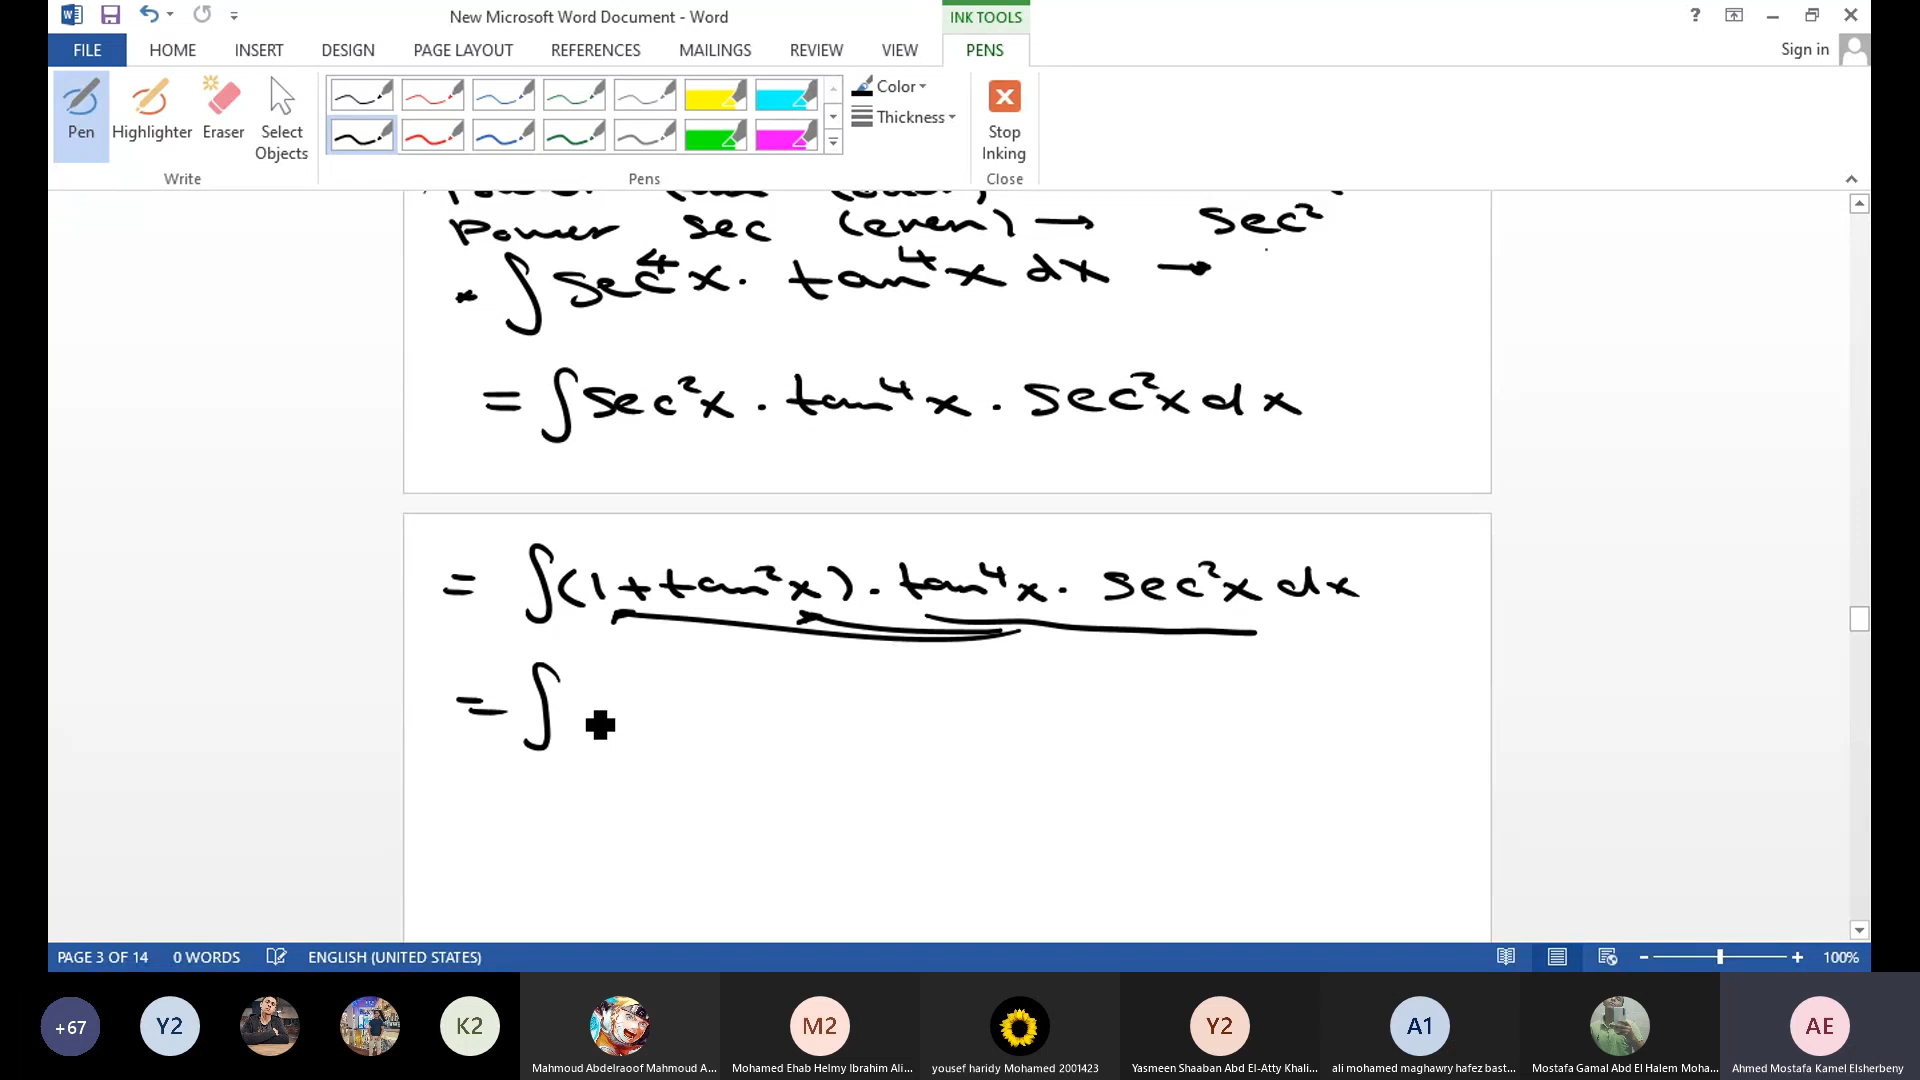 New Microsoft Word Document - Word
INK TOOLS
FILE HOME INSERT DESIGN PAGE LAYOUT REFERENCES MAILINGS REVIEW VIEW PENS
Sign in
Pen Highlighter Eraser Select Objects
Color
Thickness
Stop Inking
Write Pens Close
power sec (even) → sec²
* ∫ sec⁴x · tan⁴x dx →
= ∫ sec²x · tan⁴x · sec²x dx
= ∫(1+tan²x) · tan⁴x · sec²x dx
= ∫
PAGE 3 OF 14 0 WORDS ENGLISH (UNITED STATES) 100%
+67 Y2 K2 M2 Y2 A1 AE
Mahmoud Abdelraoof Mahmoud A... Mohamed Ehab Helmy Ibrahim Ali... yousef haridy Mohamed 2001423 Yasmeen Shaaban Abd El-Atty Khali... ali mohamed maghawry hafez bast... Mostafa Gamal Abd El Halem Moha... Ahmed Mostafa Kamel Elsherbeny